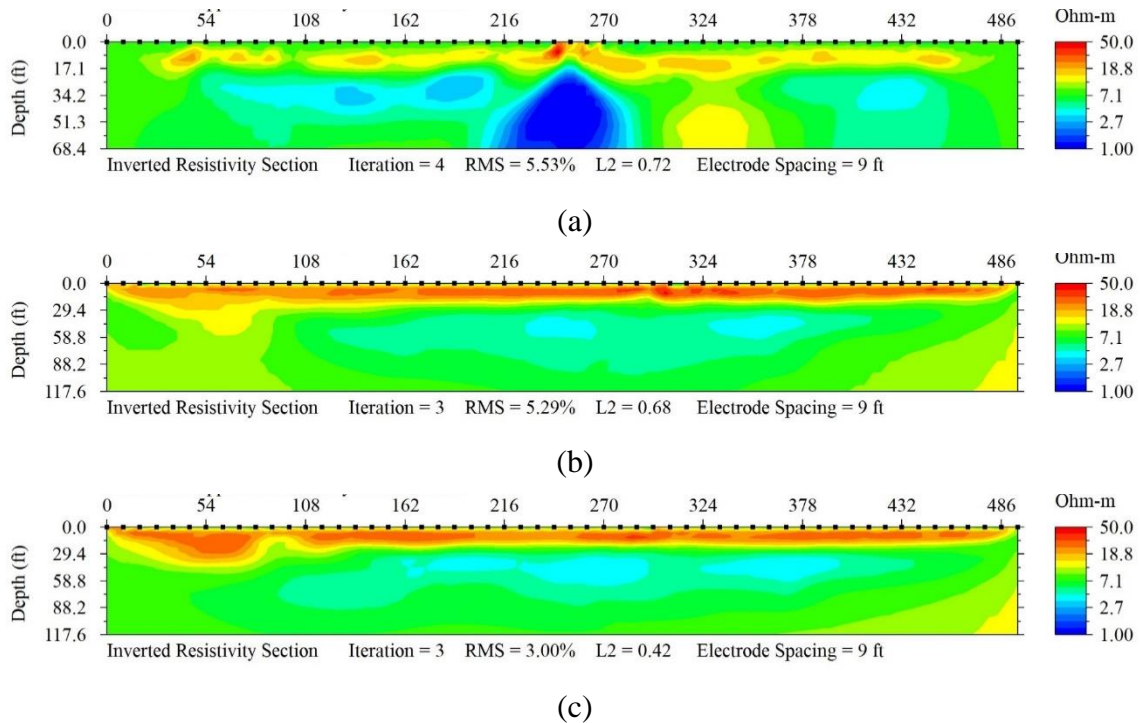 0 54 108 162 216 270 324 378 432 486 Ohm-m
0.0 50.0
17.1 18.8
Depth (ft)
34.2 7.1
51.3 2.7
68.4 1.00
Inverted Resistivity Section Iteration = 4 RMS = 5.53% L2 = 0.72 Electrode Spacing = 9 ft
(a)
0 54 108 162 216 270 324 378 432 486 Ohm-m
0.0 50.0
29.4 18.8
Depth (ft)
58.8 7.1
88.2 2.7
117.6 1.00
Inverted Resistivity Section Iteration = 3 RMS = 5.29% L2 = 0.68 Electrode Spacing = 9 ft
(b)
0 54 108 162 216 270 324 378 432 486 Ohm-m
0.0 50.0
29.4 18.8
Depth (ft)
58.8 7.1
88.2 2.7
117.6 1.00
Inverted Resistivity Section Iteration = 3 RMS = 3.00% L2 = 0.42 Electrode Spacing = 9 ft
(c)